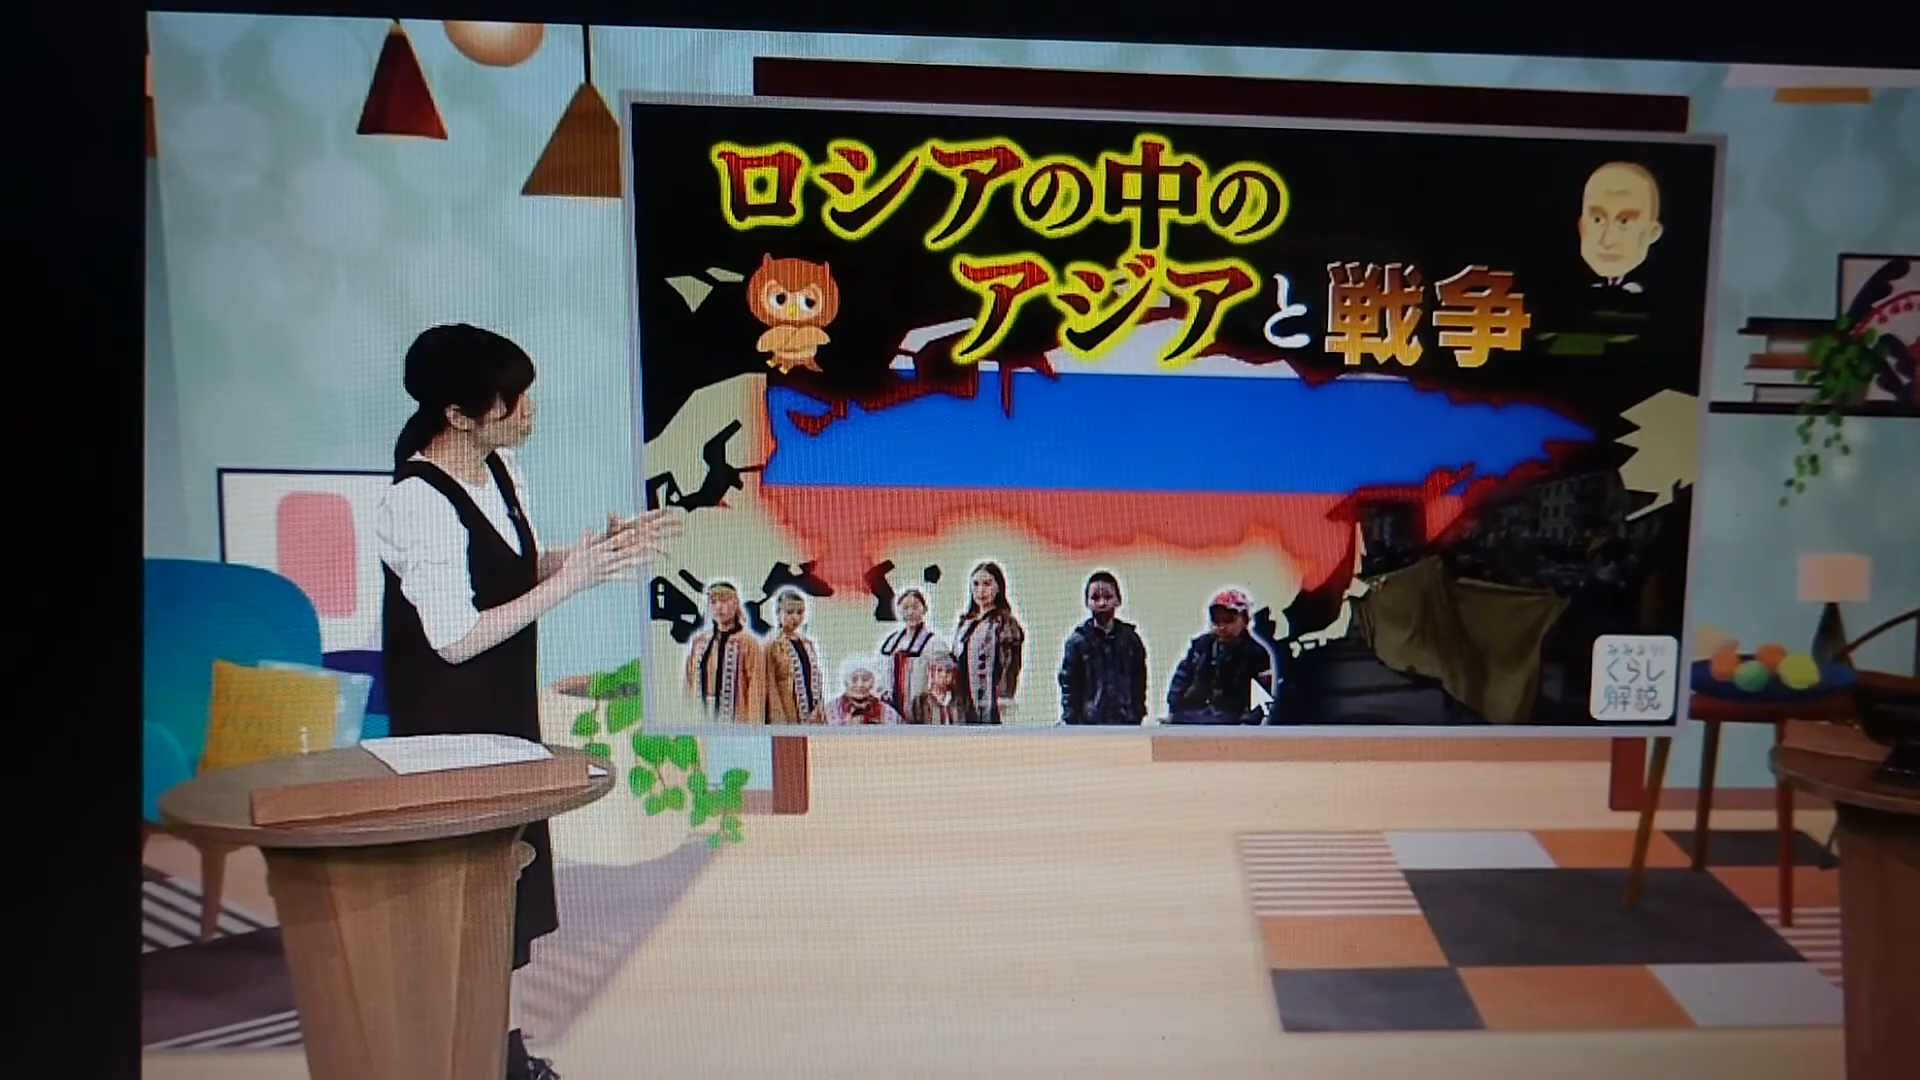 ロシアの中の
アジアと戦争
みみより!
くらし
解説